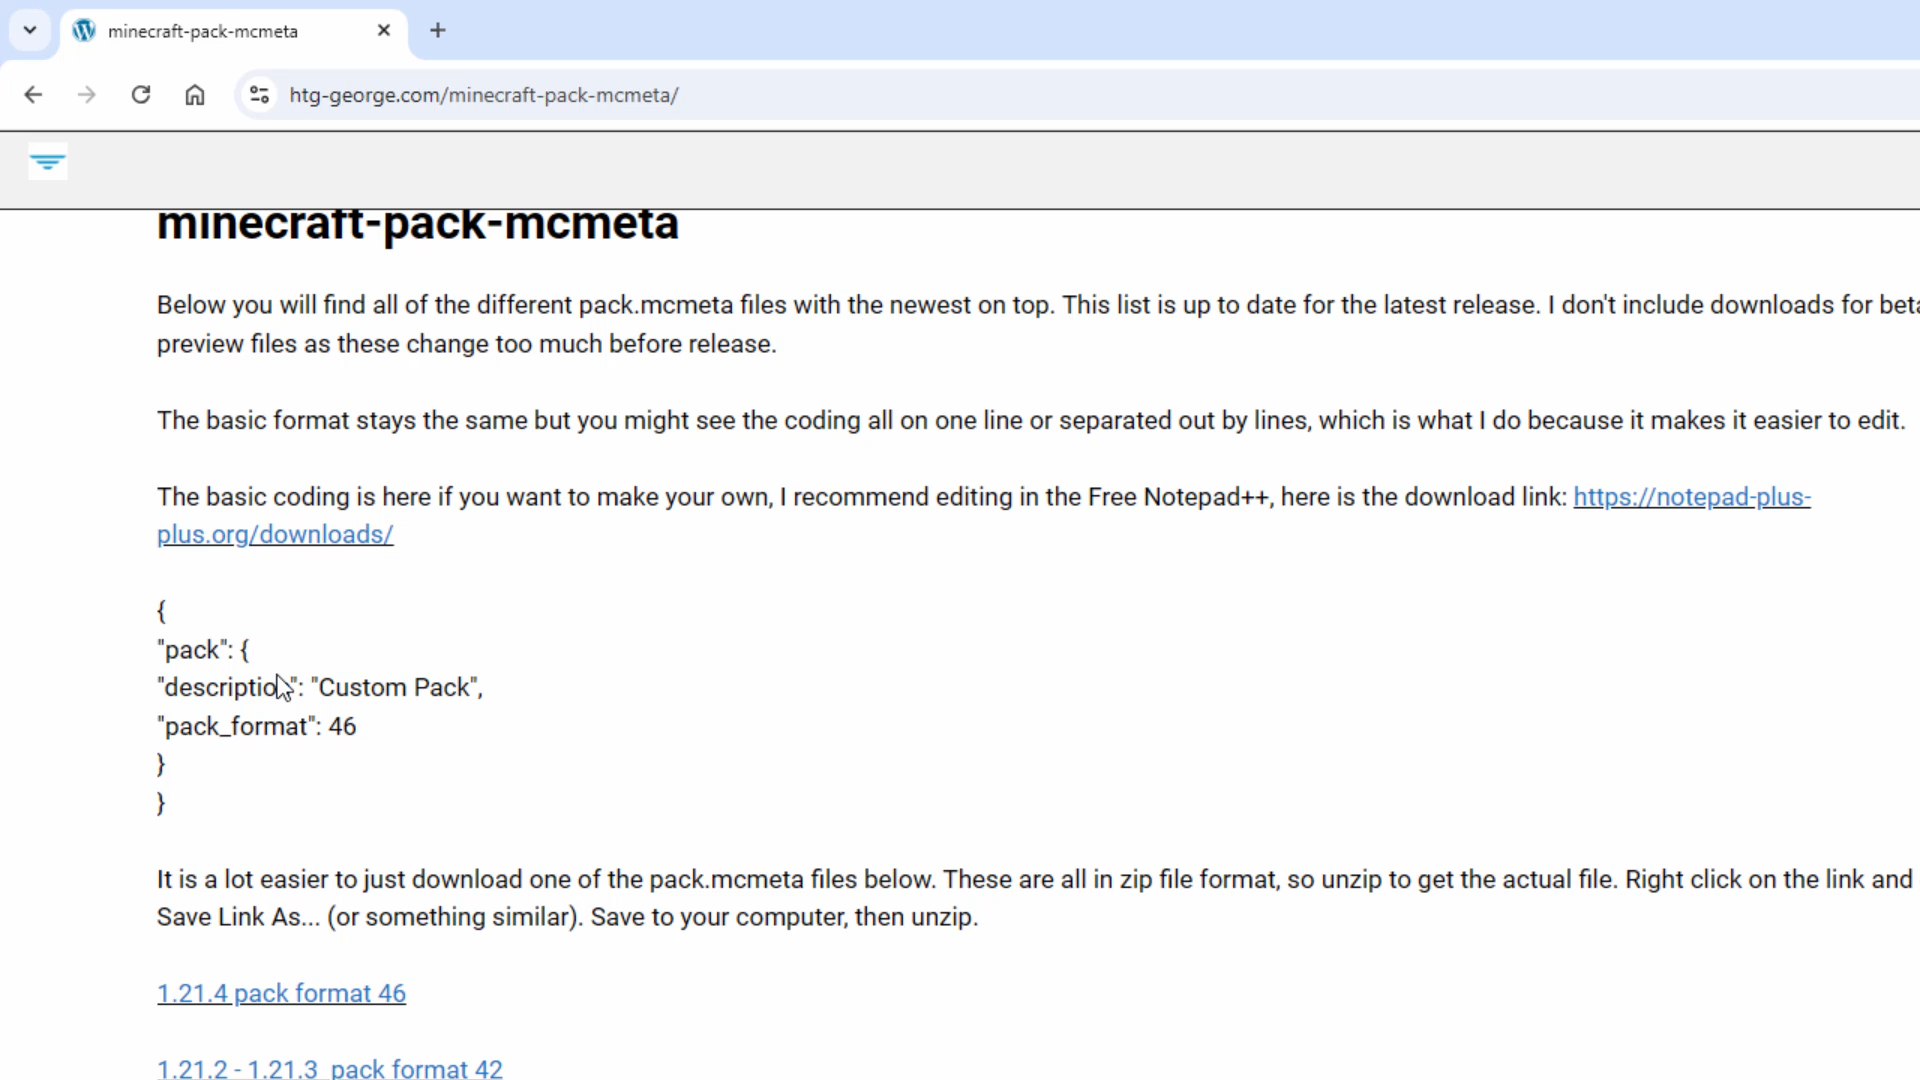 minecraft-pack-mcmeta
htg-george.com/minecraft-pack-mcmeta/
minecraft-pack-mcmeta
Below you will find all of the different pack.mcmeta files with the newest on top. This list is up to date for the latest release. I don't include downloads for
preview files as these change too much before release.
The basic format stays the same but you might see the coding all on one line or separated out by lines, which is what I do because it makes it easier to edit.
The basic coding is here if you want to make your own, I recommend editing in the Free Notepad++, here is the download link: https://notepad-plus-
plus.org/downloads/
{
"pack": {
"description": "Custom Pack",
"pack_format": 46
}
}
It is a lot easier to just download one of the pack.mcmeta files below. These are all in zip file format, so unzip to get the actual file. Right click on the link and
Save Link As... (or something similar). Save to your computer, then unzip.
1.21.4 pack format 46
1.21.2 - 1.21.3 pack format 42